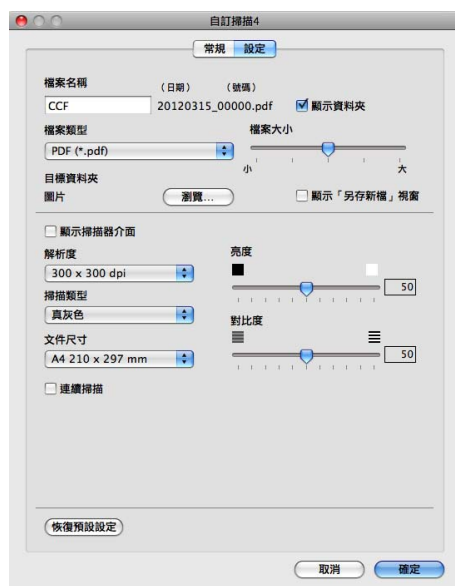 自訂掃描4
常規 設定
檔案名稱 （日期） （號碼）
CCF 20120315_00000.pdf 顯示資料夾
檔案類型 檔案大小
PDF (*.pdf)
小 大
目標資料夾
圖片 瀏覽... 顯示「另存新檔」視窗
顯示掃描器介面
解析度 亮度
300 x 300 dpi 50
掃描類型
真灰色 對比度
文件尺寸
A4 210 x 297 mm 50
連續掃描
恢復預設設定
取消 確定